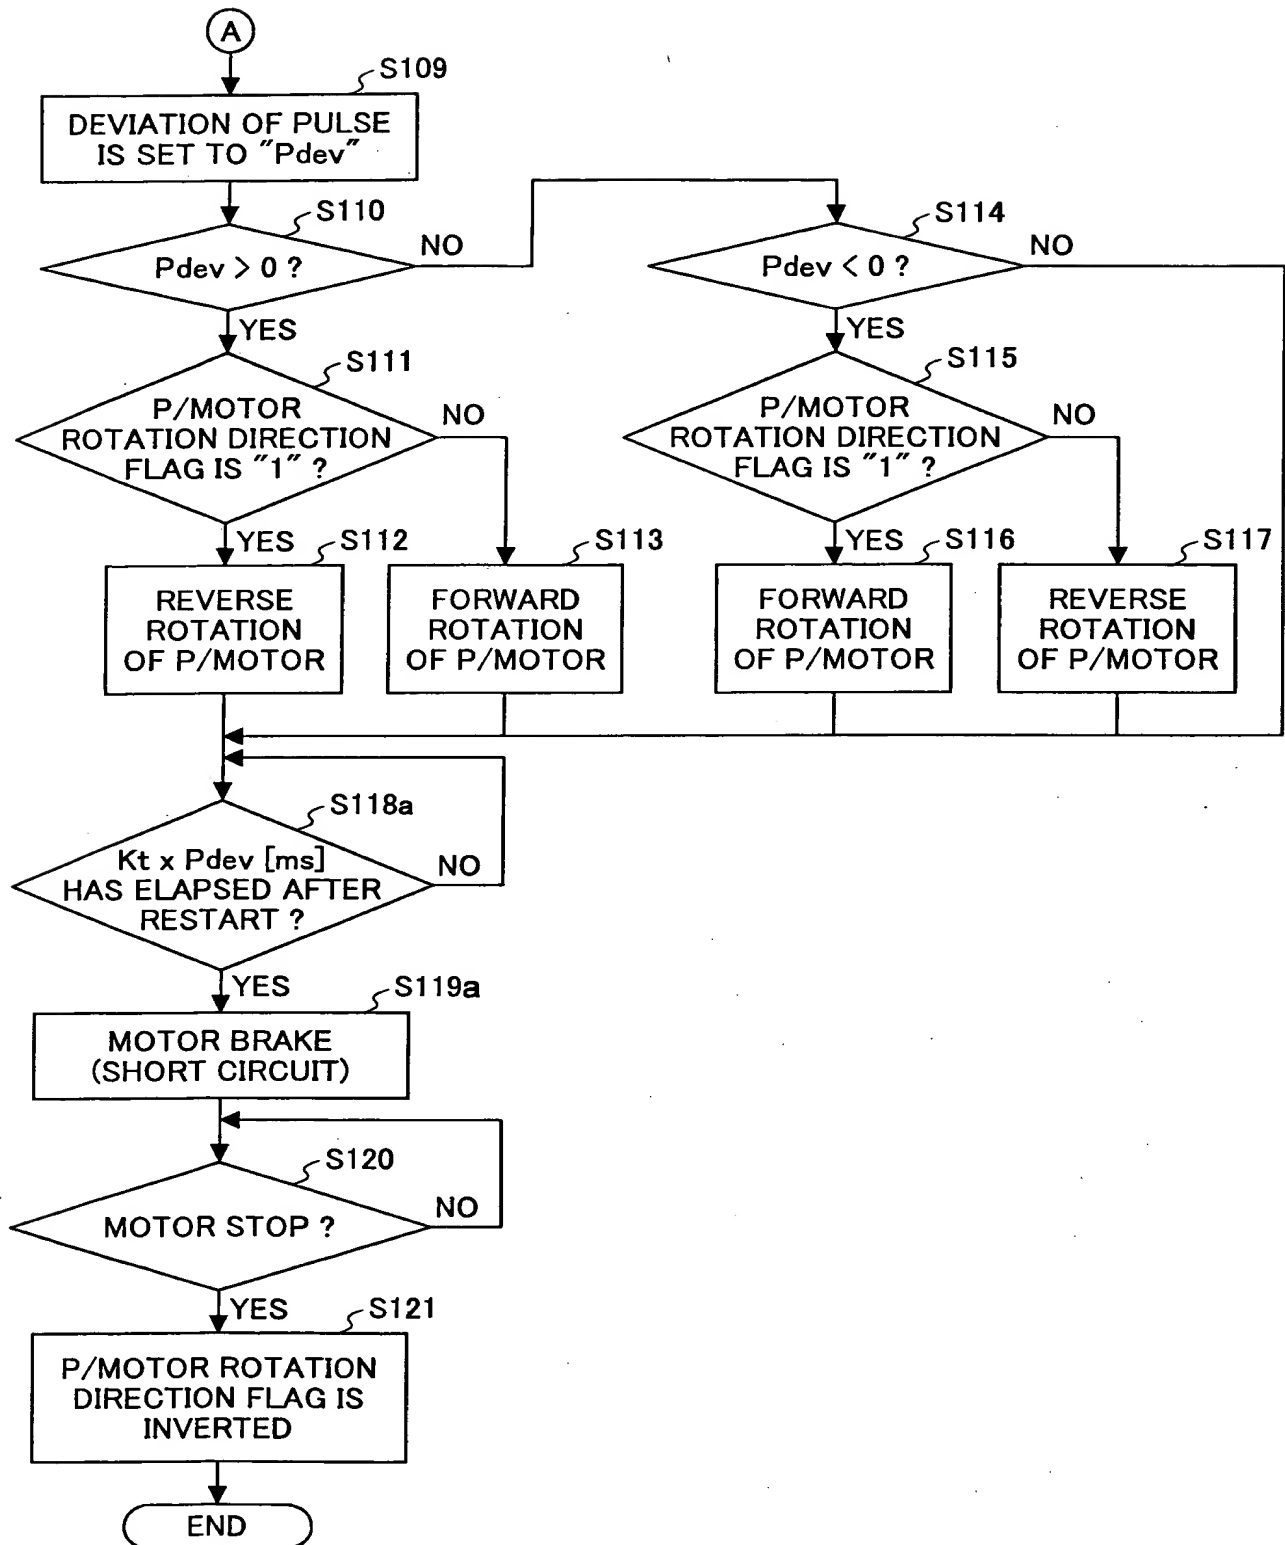 A
S109
DEVIATION OF PULSE
IS SET TO "Pdev"
S110
Pdev > 0 ?
NO
YES
S111
P/MOTOR
ROTATION DIRECTION
FLAG IS "1" ?
NO
YES
S112
REVERSE
ROTATION
OF P/MOTOR
S113
FORWARD
ROTATION
OF P/MOTOR
S114
Pdev < 0 ?
NO
YES
S115
P/MOTOR
ROTATION DIRECTION
FLAG IS "1" ?
NO
YES
S116
FORWARD
ROTATION
OF P/MOTOR
S117
REVERSE
ROTATION
OF P/MOTOR
S118a
Kt x Pdev [ms]
HAS ELAPSED AFTER
RESTART ?
NO
YES
S119a
MOTOR BRAKE
(SHORT CIRCUIT)
S120
MOTOR STOP ?
NO
YES
S121
P/MOTOR ROTATION
DIRECTION FLAG IS
INVERTED
END